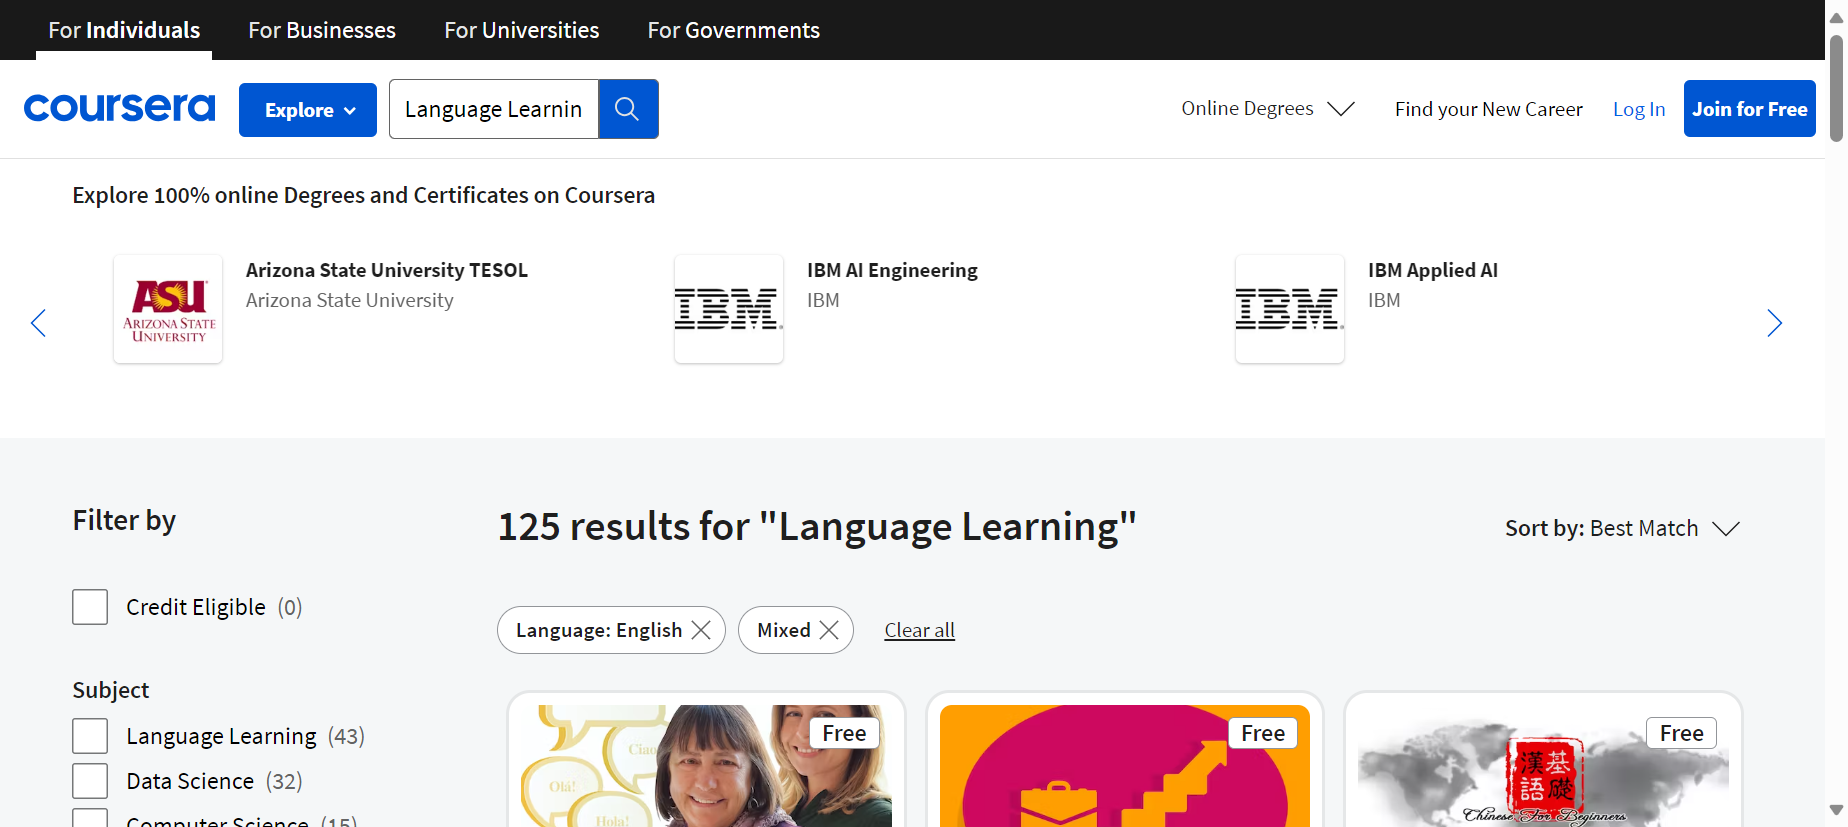 For Individuals
For Businesses
For Universities
For Governments
coursera
Explore
Language Learnin
Online Degrees
Find your New Career
Log In
Join for Free
Explore 100% online Degrees and Certificates on Coursera
ASU
ARIZONA STATE
UNIVERSITY
Arizona State University TESOL
Arizona State University
IBM
IBM AI Engineering
IBM
IBM
IBM Applied AI
IBM
Filter by
125 results for "Language Learning"
Sort by: Best Match
Credit Eligible (0)
Language: English
Mixed
Clear all
Subject
Language Learning (43)
Data Science (32)
Computer Science (15)
Free
Ciao
Olá!
Hola!
Free
Free
漢語
基礎
Chinese For Beginners